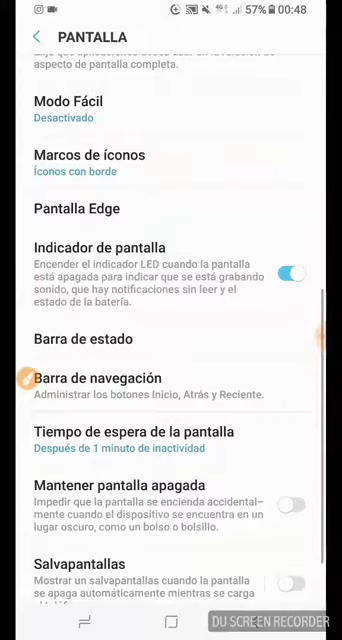 57% 00:48
PANTALLA
aspecto de pantalla completa.
Modo Fácil
Desactivado
Marcos de íconos
Íconos con borde
Pantalla Edge
Indicador de pantalla
Encender el indicador LED cuando la pantalla
está apagada para indicar que se está grabando
sonido, que hay notificaciones sin leer y el
estado de la batería.
Barra de estado
Barra de navegación
Administrar los botones Inicio, Atrás y Reciente.
Tiempo de espera de la pantalla
Después de 1 minuto de inactividad
Mantener pantalla apagada
Impedir que la pantalla se encienda accidental–
mente cuando el dispositivo se encuentra en un
lugar oscuro, como un bolso o bolsillo.
Salvapantallas
Mostrar un salvapantallas cuando la pantalla
se apaga automáticamente mientras se carga
DU SCREEN RECORDER